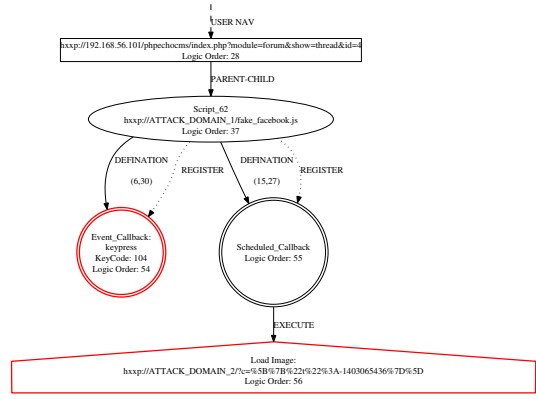 USER NAV
hxxp://192.168.56.101/phpechocms/index.php?module=forum&show=thread&id=4
Logic Order: 28
PARENT-CHILD
Script_62
hxxp://ATTACK_DOMAIN_1/fake_facebook.js
Logic Order: 37
DEFINATION
(6,30)
REGISTER
DEFINATION
(15,27)
REGISTER
Event_Callback:
keypress
KeyCode: 104
Logic Order: 54
Scheduled_Callback
Logic Order: 55
EXECUTE
Load Image:
hxxp://ATTACK_DOMAIN_2/?c=%5B%7B%22t%22%3A-1403065436%7D%5D
Logic Order: 56